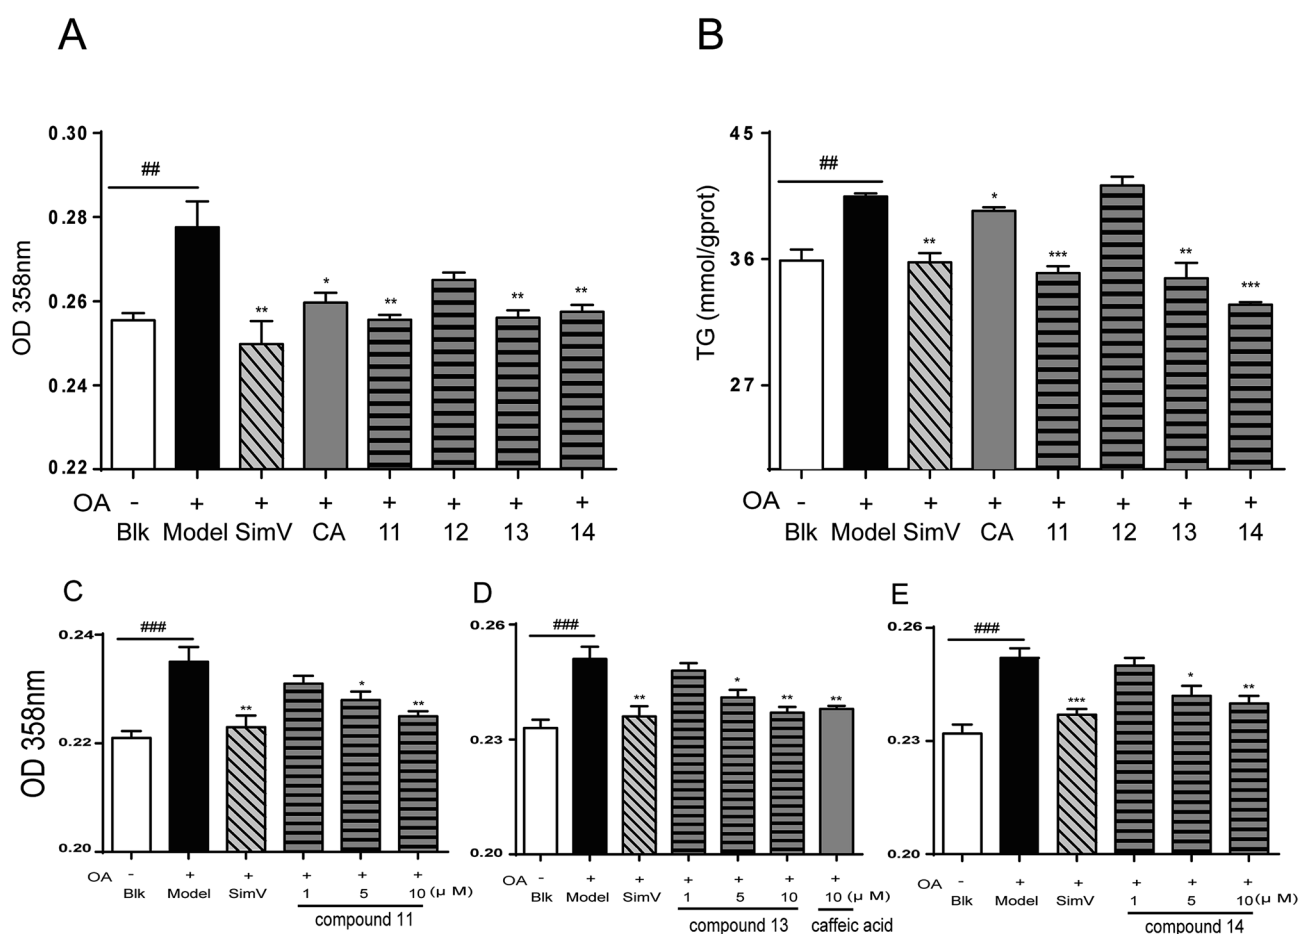 A
B
0.30
0.28
0.26
0.24
0.22
OD 358nm
##
**
*
**
**
**
OA - + + + + + + +
Blk Model SimV CA 11 12 13 14
45
36
27
TG (mmol/gprot)
##
**
*
***
**
***
+ + + + + + +
Blk Model SimV CA 11 12 13 14
C
0.24
0.22
0.20
OD 358nm
###
**
*
**
OA - + + + + +
Blk Model SimV 1 5 10 (μ M)
compound 11
D
0.26
0.23
0.20
###
**
*
**
**
OA - + + + + + +
Blk Model SimV 1 5 10 10 (μ M)
compound 13 caffeic acid
E
0.26
0.23
0.20
###
***
*
**
OA - + + + + +
Blk Model SimV 1 5 10 (μ M)
compound 14